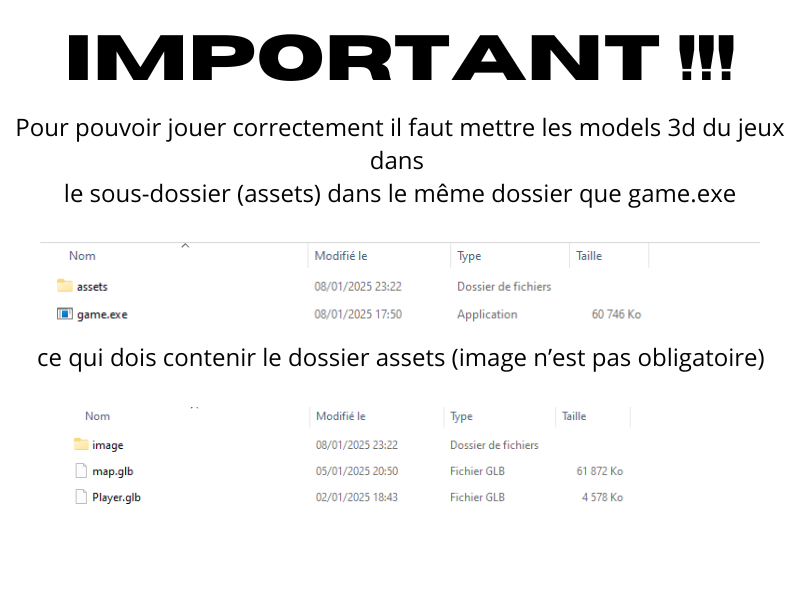 IMPORTANT !!!
Pour pouvoir jouer correctement il faut mettre les models 3d du jeux
dans
le sous-dossier (assets) dans le même dossier que game.exe
Nom Modifié le Type Taille
assets 08/01/2025 23:22 Dossier de fichiers
game.exe 08/01/2025 17:50 Application 60 746 Ko
ce qui dois contenir le dossier assets (image n’est pas obligatoire)
Nom Modifié le Type Taille
image 08/01/2025 23:22 Dossier de fichiers
map.glb 05/01/2025 20:50 Fichier GLB 61 872 Ko
Player.glb 02/01/2025 18:43 Fichier GLB 4 578 Ko